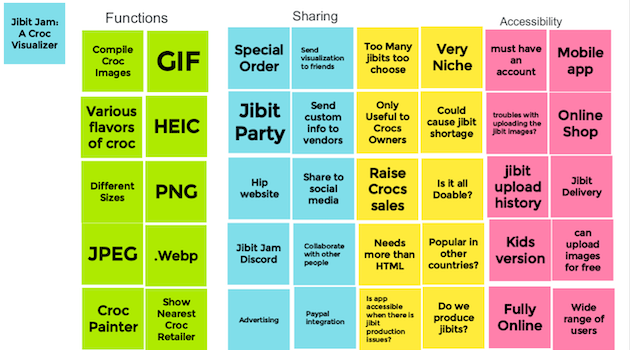 Jibit Jam:
A Croc
Visualizer
Functions
Compile
Croc
Images
GIF
Various
flavors
of croc
HEIC
Different
Sizes
PNG
JPEG
.Webp
Croc
Painter
Show
Nearest
Croc
Retailer
Sharing
Special
Order
Send
visualization
to friends
Jibit
Party
Send
custom
info to
vendors
Hip
website
Share to
social
media
Jibit Jam
Discord
Collaborate
with other
people
Advertising
Paypal
integration
Too Many
jibits too
choose
Very
Niche
Only
Useful to
Crocs
Owners
Could
cause jibit
shortage
Raise
Crocs
sales
Is it all
Doable?
Needs
more than
HTML
Popular in
other
countries?
Is app
accessible
when there is
jibit
production
issues?
Do we
produce
jibits?
Accessibility
must have
an
account
Mobile
app
troubles with
uploading the
jibit images?
Online
Shop
jibit
upload
history
Jibit
Delivery
Kids
version
can
upload
images
for free
Fully
Online
Wide
range of
users